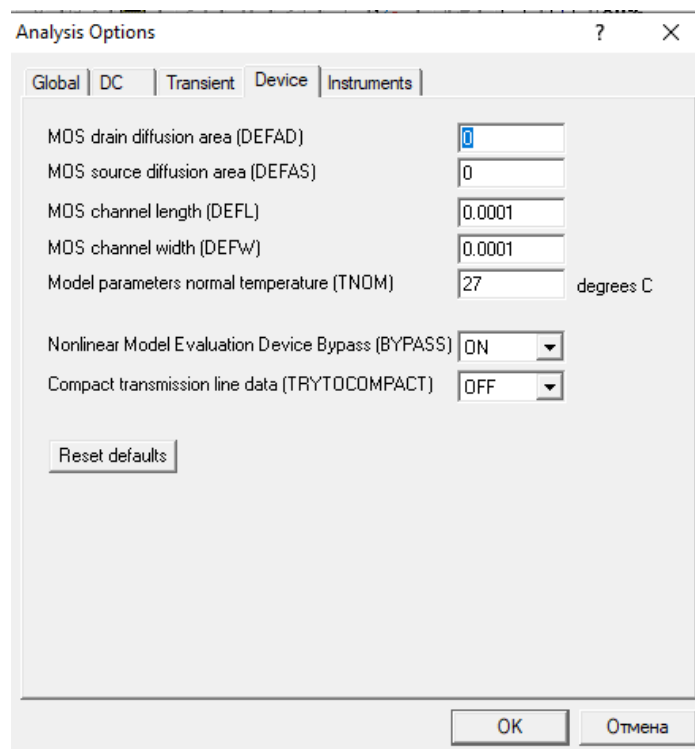 Analysis Options ?
Global DC Transient Device Instruments
MOS drain diffusion area (DEFAD) 0
MOS source diffusion area (DEFAS) 0
MOS channel length (DEFL) 0.0001
MOS channel width (DEFW) 0.0001
Model parameters normal temperature (TNOM) 27 degrees C
Nonlinear Model Evaluation Device Bypass (BYPASS) ON
Compact transmission line data (TRYTOCOMPACT) OFF
Reset defaults
OK Отмена